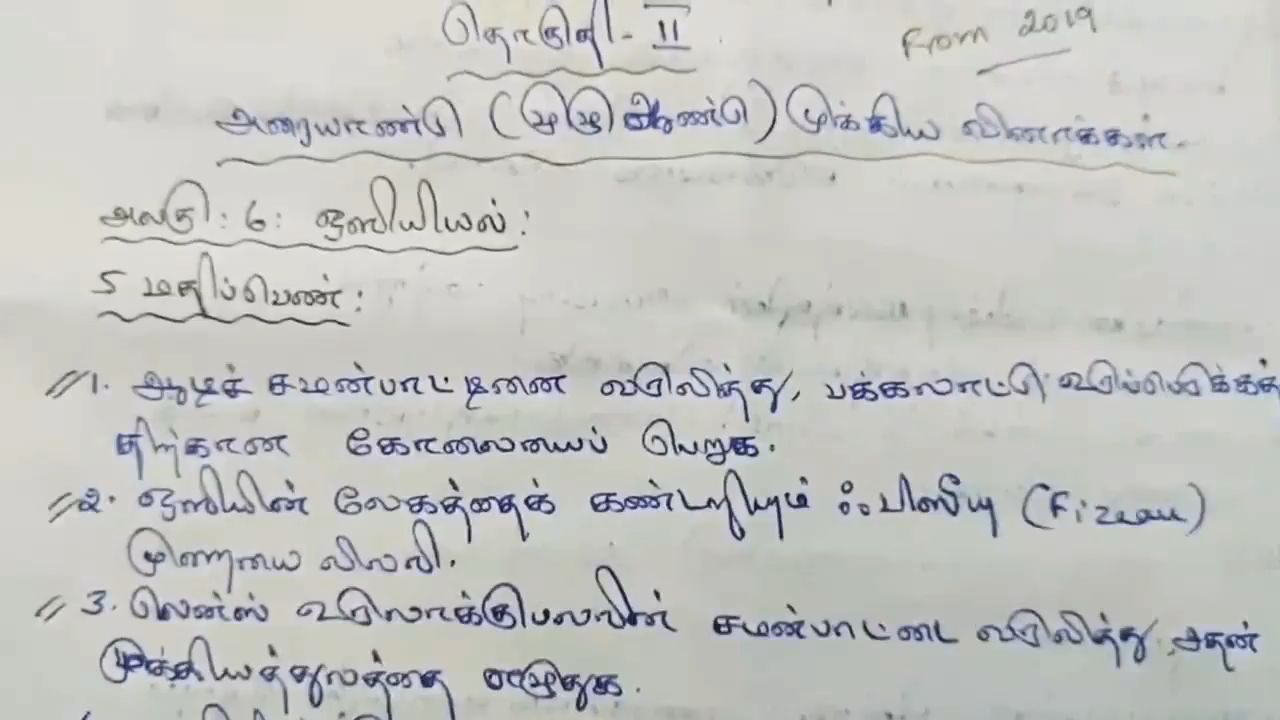 தொகுதி - II
From 2019
அரையாண்டு (முழு ஆண்டு) முக்கிய வினாக்கள்.
அலகு : 6 : ஒளியியல் :
5 மதிப்பெண் :
//1. ஆடிச் சமன்பாட்டினை வருவித்து, பக்கவாட்டு உருப்பெருக்கத்
திற்கான கோவையைப் பெறுக.
//2. ஒளியின் வேகத்தைக் கண்டறியும் ஃபிஸீயு (Fizeau)
முறையை விவரி.
//3. லென்ஸ் உருவாக்குபவரின் சமன்பாட்டை வருவித்து அதன்
முக்கியத்துவத்தை எழுதுக.